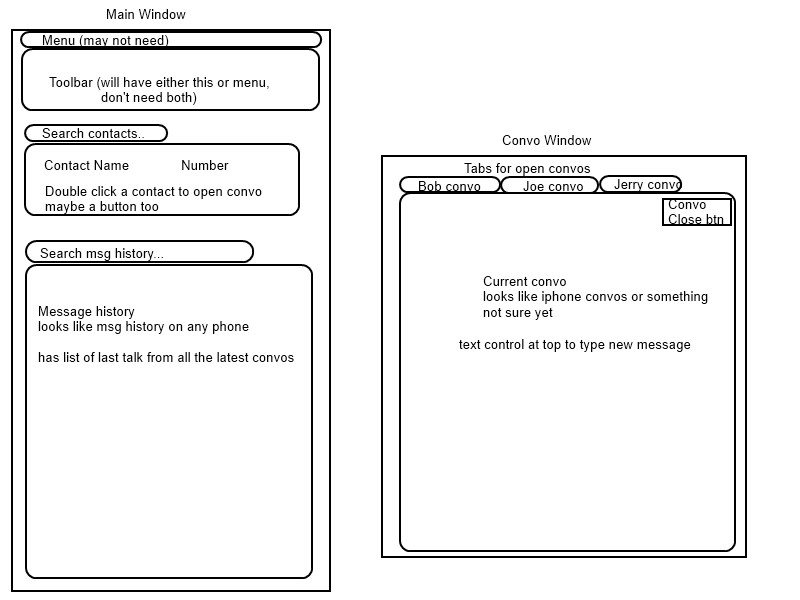 Main Window
Menu (may not need)
Toolbar (will have either this or menu,
don't need both)
Search contacts..
Contact Name Number
Double click a contact to open convo
maybe a button too
Search msg history...
Message history
looks like msg history on any phone
has list of last talk from all the latest convos
Convo Window
Tabs for open convos
Bob convo Joe convo Jerry convo
Convo
Close btn
Current convo
looks like iphone convos or something
not sure yet
text control at top to type new message